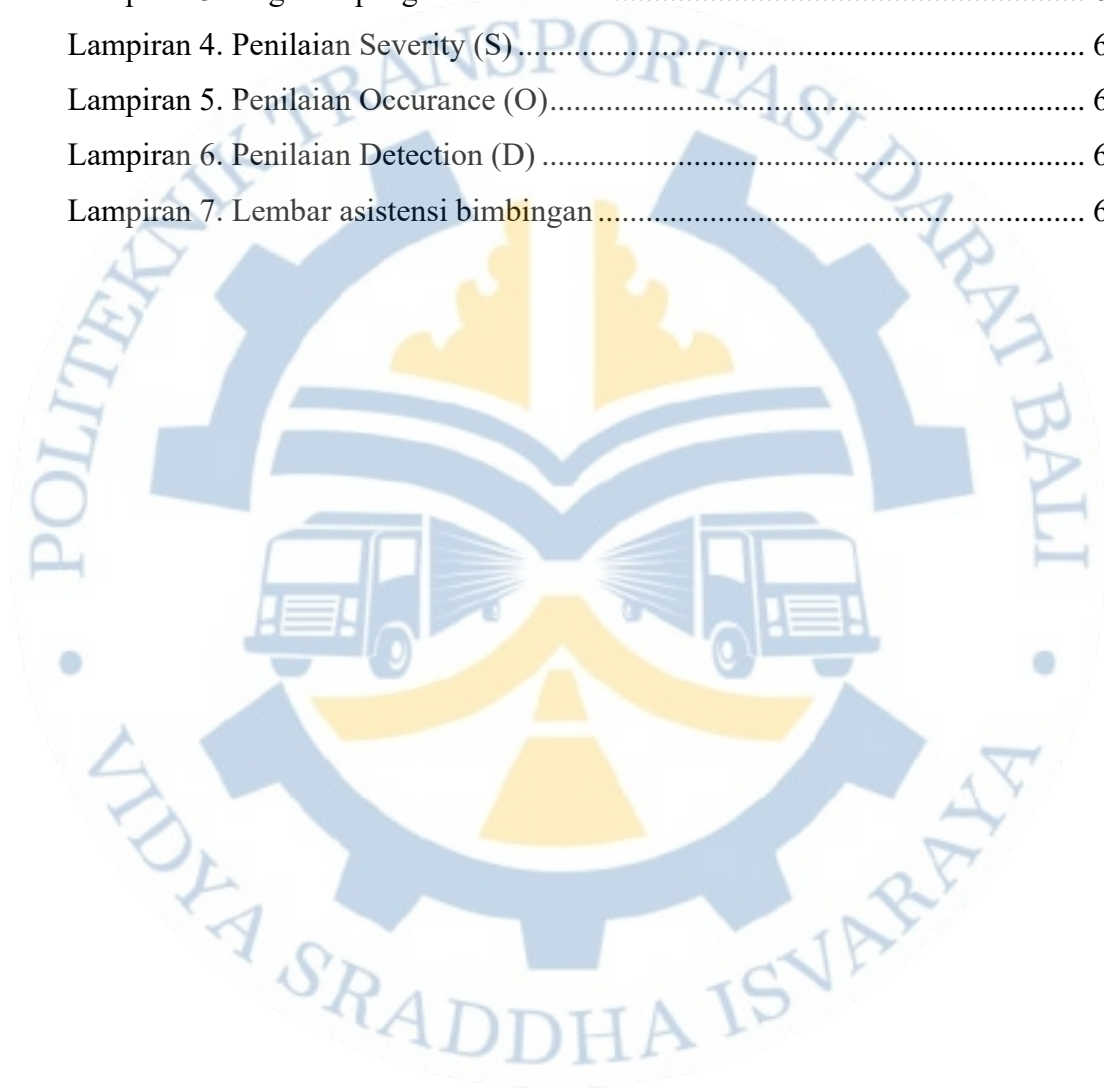 Lampiran 4. Penilaian Severity (S) ........................................................................ 6
Lampiran 5. Penilaian Occurance (O)..................................................................... 6
Lampiran 6. Penilaian Detection (D) ..................................................................... 6
Lampiran 7. Lembar asistensi bimbingan .............................................................. 6
POLITEKNIK TRANSPORTASI DARAT BALI
• VIDYA SRADDHA ISVARAYA •